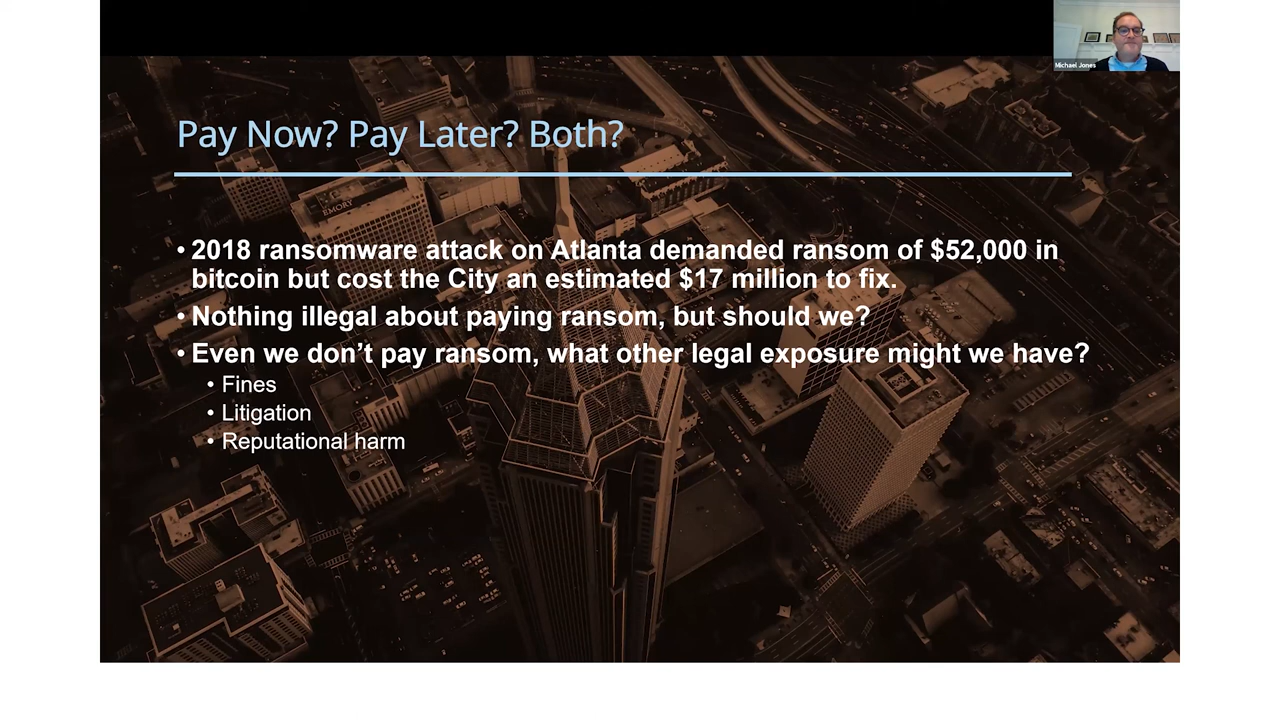 Michael Jones
Pay Now? Pay Later? Both?
EMORY
• 2018 ransomware attack on Atlanta demanded ransom of $52,000 in
bitcoin but cost the City an estimated $17 million to fix.
• Nothing illegal about paying ransom, but should we?
• Even we don’t pay ransom, what other legal exposure might we have?
• Fines
• Litigation
• Reputational harm